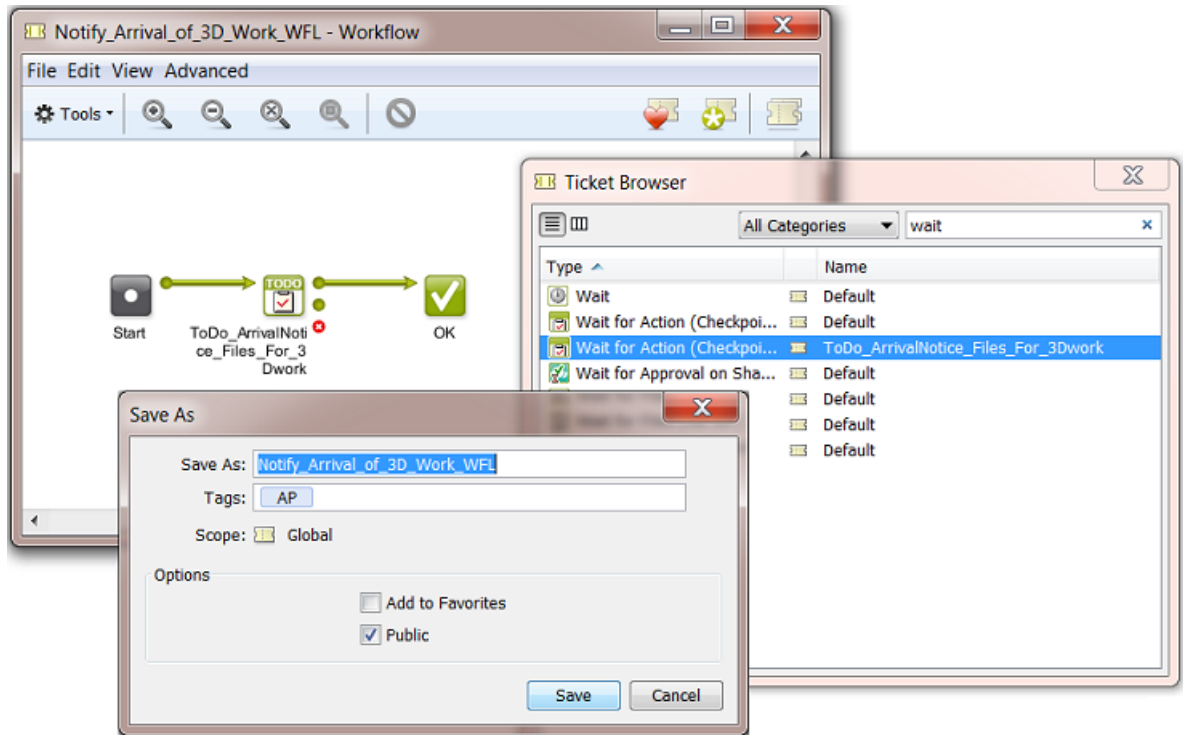 Notify_Arrival_of_3D_Work_WFL - Workflow
File Edit View Advanced
Tools
Start
TODO
ToDo_ArrivalNoti
ce_Files_For_3
Dwork
OK
Ticket Browser
All Categories
wait
Type Name
Wait Default
Wait for Action (Checkpoi... Default
Wait for Action (Checkpoi... ToDo_ArrivalNotice_Files_For_3Dwork
Wait for Approval on Sha... Default
Default
Default
Default
Save As
Save As: Notify_Arrival_of_3D_Work_WFL
Tags: AP
Scope: Global
Options
Add to Favorites
Public
Save Cancel